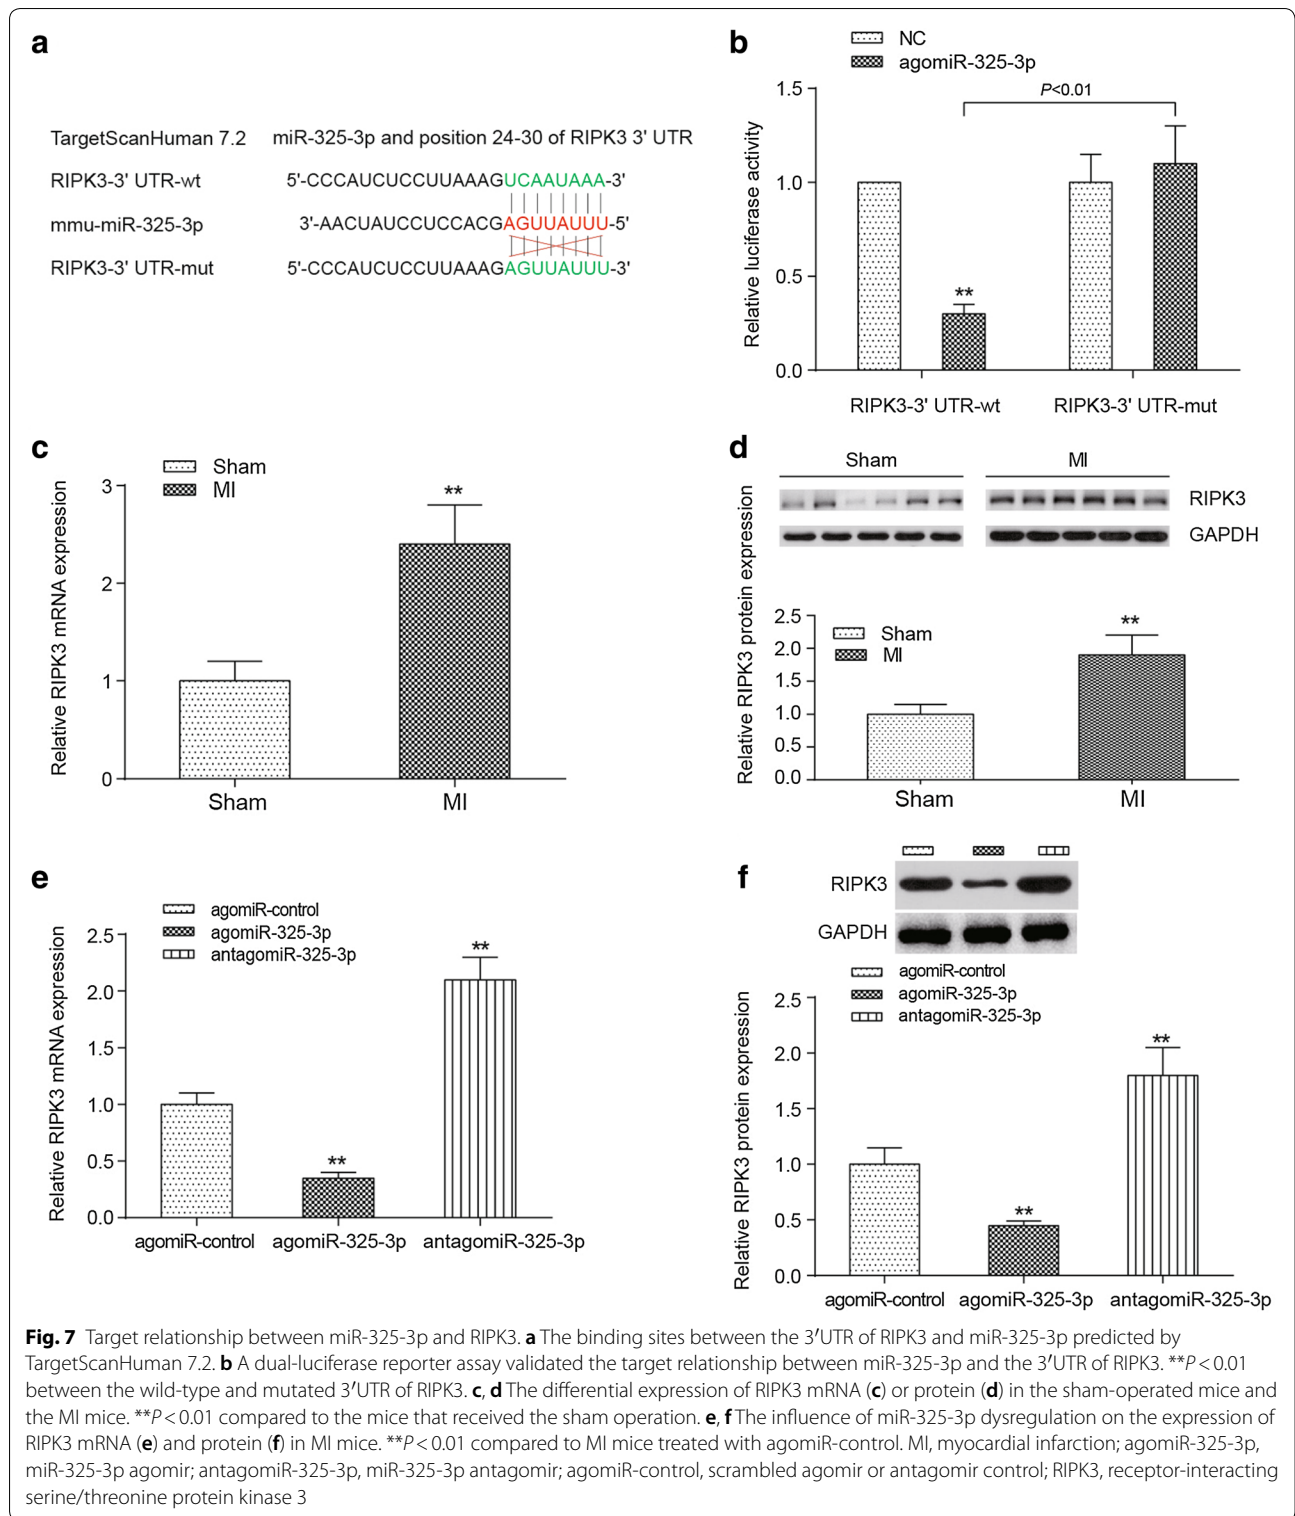 a
TargetScanHuman 7.2 miR-325-3p and position 24-30 of RIPK3 3' UTR
RIPK3-3' UTR-wt 5'-CCCAUCUCCUUAAAGUCAAUAAA-3'
mmu-miR-325-3p 3'-AACUAUCCUCCACGAGUUAUUU-5'
RIPK3-3' UTR-mut 5'-CCCAUCUCCUUAAAGAGUUAUUU-3'
b
NC
agomiR-325-3p
P<0.01
Relative luciferase activity
1.5
1.0
0.5
0.0
**
RIPK3-3' UTR-wt RIPK3-3' UTR-mut
c
Sham
MI
Relative RIPK3 mRNA expression
3
2
1
0
**
Sham MI
d
Sham MI
RIPK3
GAPDH
Relative RIPK3 protein expression
2.5
2.0
1.5
1.0
0.5
0.0
Sham
MI
**
Sham MI
e
agomiR-control
agomiR-325-3p
antagomiR-325-3p
Relative RIPK3 mRNA expression
2.5
2.0
1.5
1.0
0.5
0.0
**
**
agomiR-control agomiR-325-3p antagomiR-325-3p
f
RIPK3
GAPDH
agomiR-control
agomiR-325-3p
antagomiR-325-3p
Relative RIPK3 protein expression
2.5
2.0
1.5
1.0
0.5
0.0
**
**
agomiR-control agomiR-325-3p antagomiR-325-3p
Fig. 7 Target relationship between miR-325-3p and RIPK3. a The binding sites between the 3′UTR of RIPK3 and miR-325-3p predicted by
TargetScanHuman 7.2. b A dual-luciferase reporter assay validated the target relationship between miR-325-3p and the 3′UTR of RIPK3. **P < 0.01
between the wild-type and mutated 3′UTR of RIPK3. c, d The differential expression of RIPK3 mRNA (c) or protein (d) in the sham-operated mice and
the MI mice. **P < 0.01 compared to the mice that received the sham operation. e, f The influence of miR-325-3p dysregulation on the expression of
RIPK3 mRNA (e) and protein (f) in MI mice. **P < 0.01 compared to MI mice treated with agomiR-control. MI, myocardial infarction; agomiR-325-3p,
miR-325-3p agomir; antagomiR-325-3p, miR-325-3p antagomir; agomiR-control, scrambled agomir or antagomir control; RIPK3, receptor-interacting
serine/threonine protein kinase 3